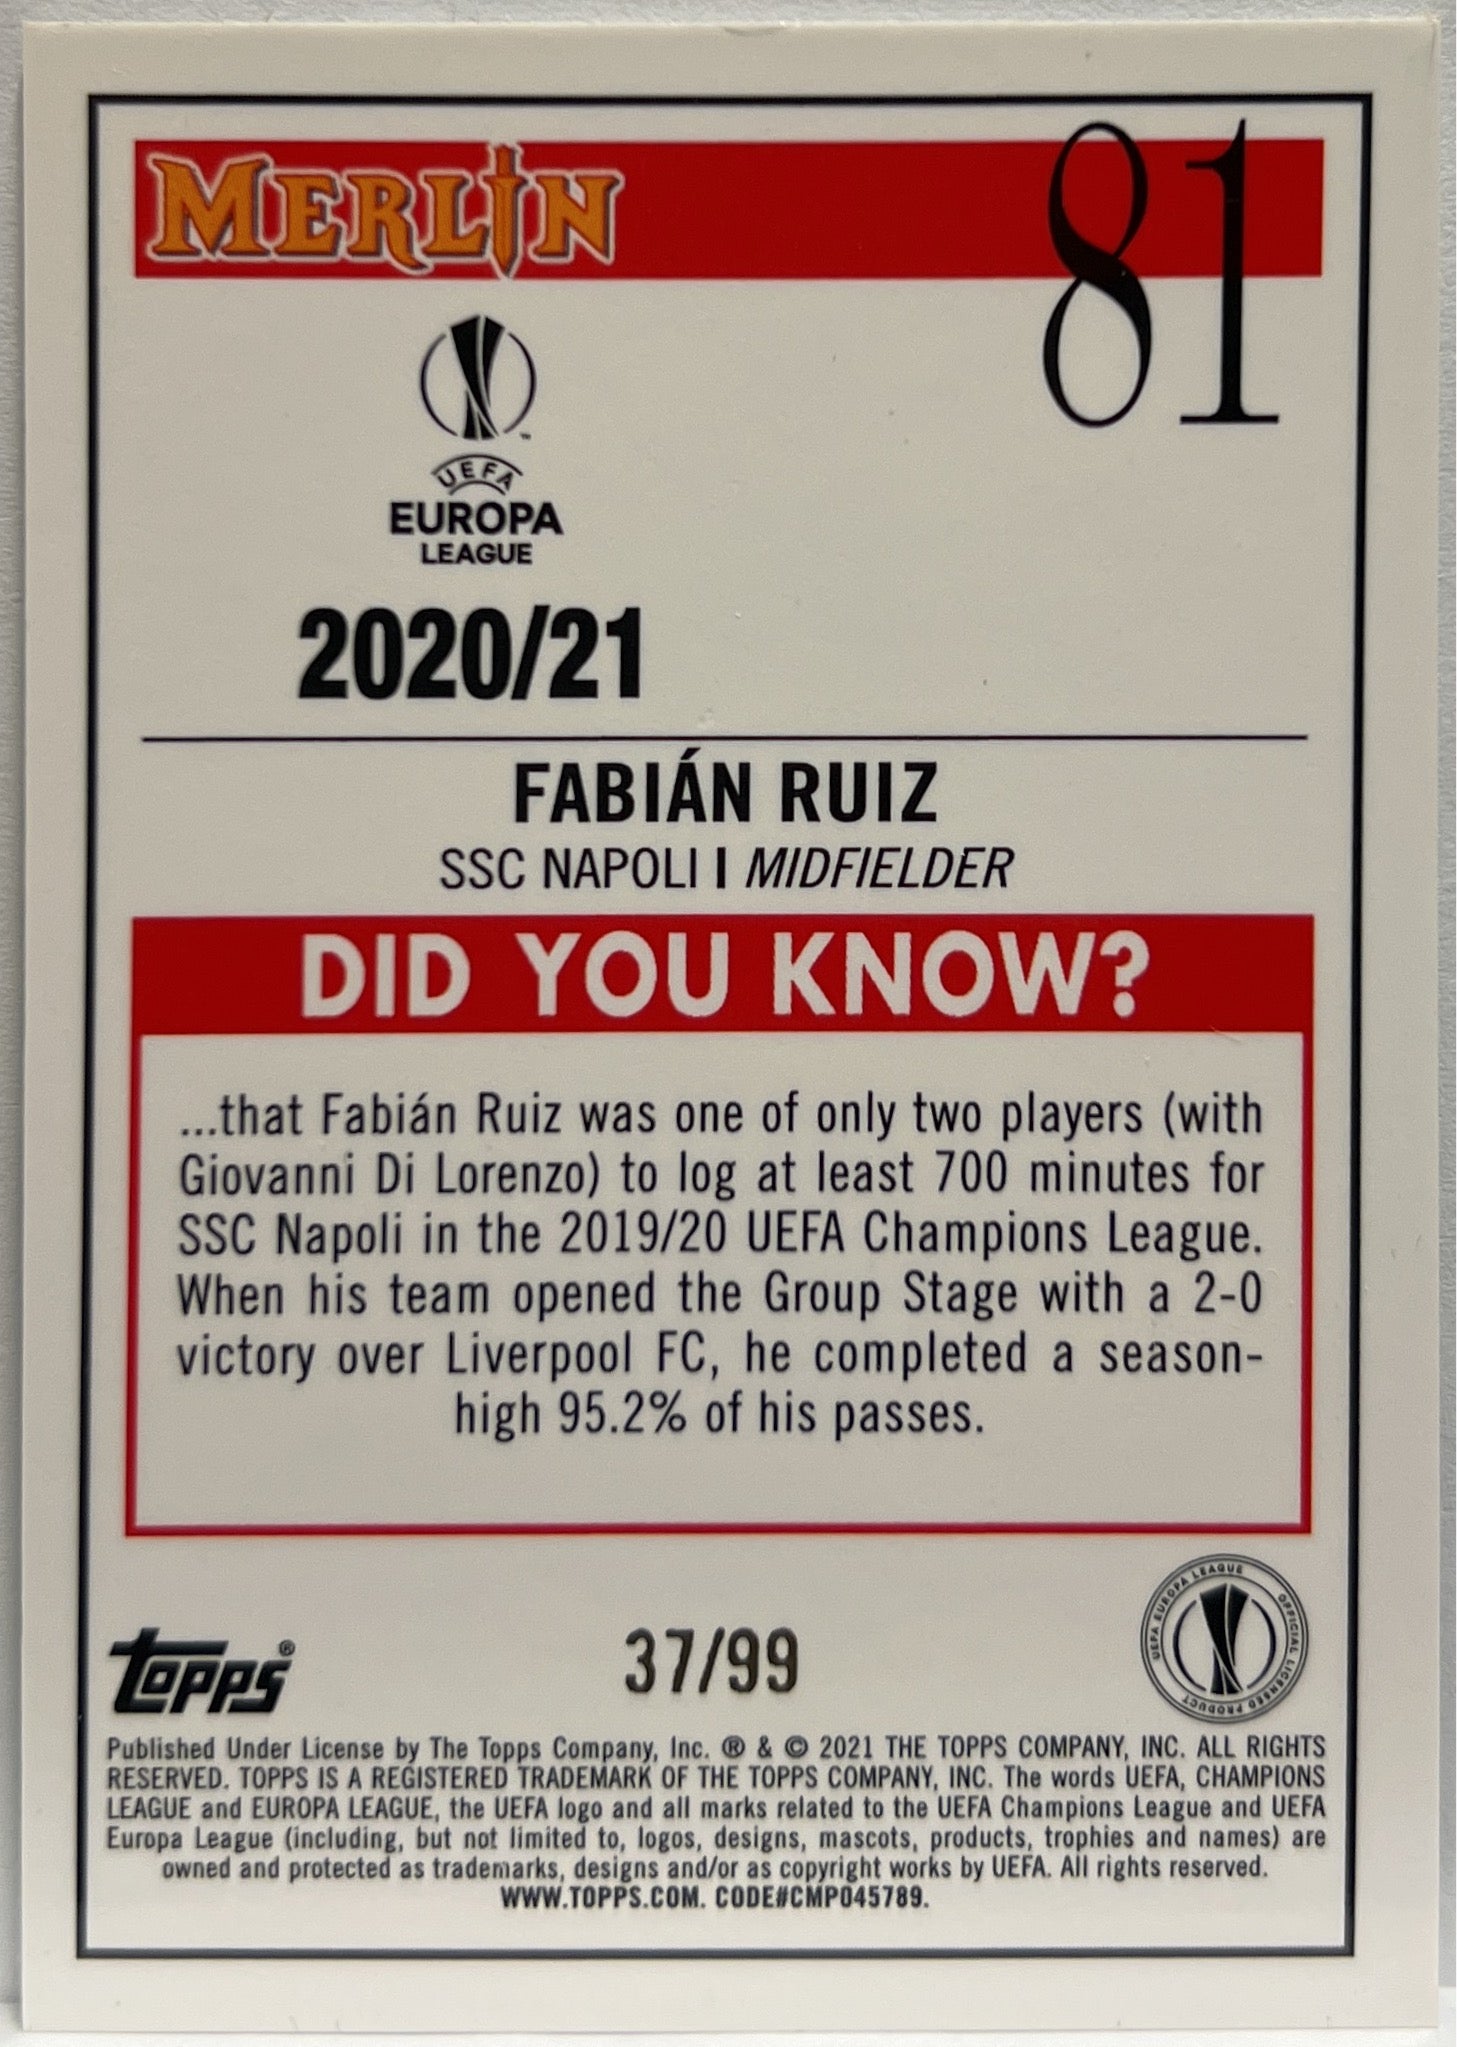 MERLIN
81
UEFA
EUROPA
LEAGUE
2020/21
FABIÁN RUIZ
SSC NAPOLI I MIDFIELDER
DID YOU KNOW?
...that Fabián Ruiz was one of only two players (with
Giovanni Di Lorenzo) to log at least 700 minutes for
SSC Napoli in the 2019/20 UEFA Champions League.
When his team opened the Group Stage with a 2-0
victory over Liverpool FC, he completed a season-
high 95.2% of his passes.
TOPPS®
37/99
UEFA EUROPA LEAGUE OFFICIAL LICENSED PRODUCT
Published Under License by The Topps Company, Inc. ® & © 2021 THE TOPPS COMPANY, INC. ALL RIGHTS
RESERVED. TOPPS IS A REGISTERED TRADEMARK OF THE TOPPS COMPANY, INC. The words UEFA, CHAMPIONS
LEAGUE and EUROPA LEAGUE, the UEFA logo and all marks related to the UEFA Champions League and UEFA
Europa League (including, but not limited to, logos, designs, mascots, products, trophies and names) are
owned and protected as trademarks, designs and/or as copyright works by UEFA. All rights reserved.
WWW.TOPPS.COM. CODE#CMP045789.